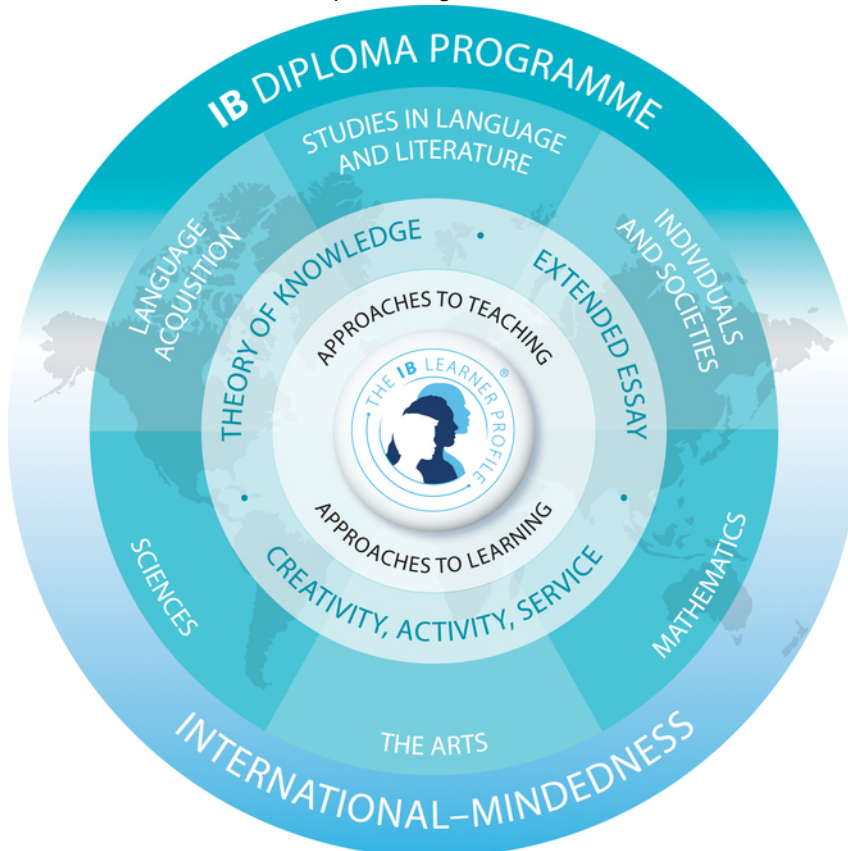 IB DIPLOMA PROGRAMME
STUDIES IN LANGUAGE
AND LITERATURE
LANGUAGE
ACQUISITION
INDIVIDUALS
AND SOCIETIES
THEORY OF KNOWLEDGE
•
EXTENDED ESSAY
•
APPROACHES TO TEACHING
THE IB LEARNER PROFILE
®
APPROACHES TO LEARNING
•
CREATIVITY, ACTIVITY, SERVICE
SCIENCES
MATHEMATICS
THE ARTS
INTERNATIONAL–MINDEDNESS